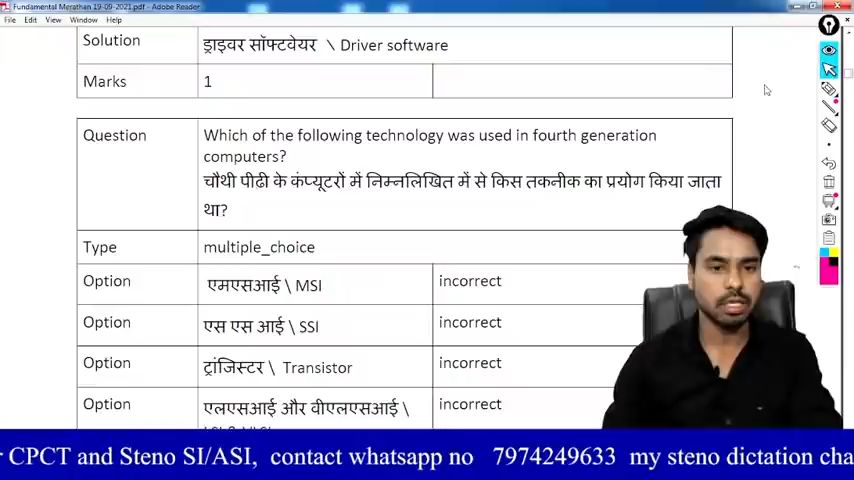 Fundamental Merathan 19-09-2021.pdf - Adobe Reader
File Edit View Window Help
Solution ड्राइवर सॉफ्टवेयर \ Driver software
Marks 1
Question Which of the following technology was used in fourth generation
computers?
चौथी पीढी के कंप्यूटरों में निम्नलिखित में से किस तकनीक का प्रयोग किया जाता
था?
Type multiple_choice
Option एमएसआई \ MSI incorrect
Option एस एस आई \ SSI incorrect
Option ट्रांजिस्टर \ Transistor incorrect
Option एलएसआई और वीएलएसआई \ incorrect
r CPCT and Steno SI/ASI, contact whatsapp no 7974249633 my steno dictation cha